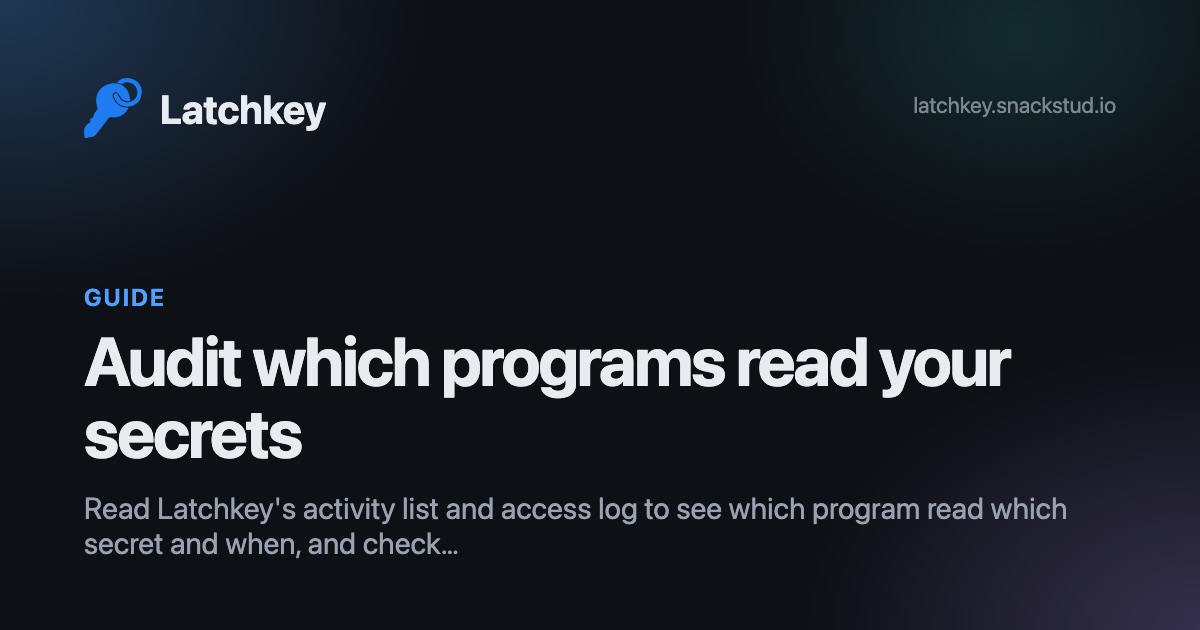 Latchkey
latchkey.snackstud.io
GUIDE
Audit which programs read your
secrets
Read Latchkey's activity list and access log to see which program read which
secret and when, and check...